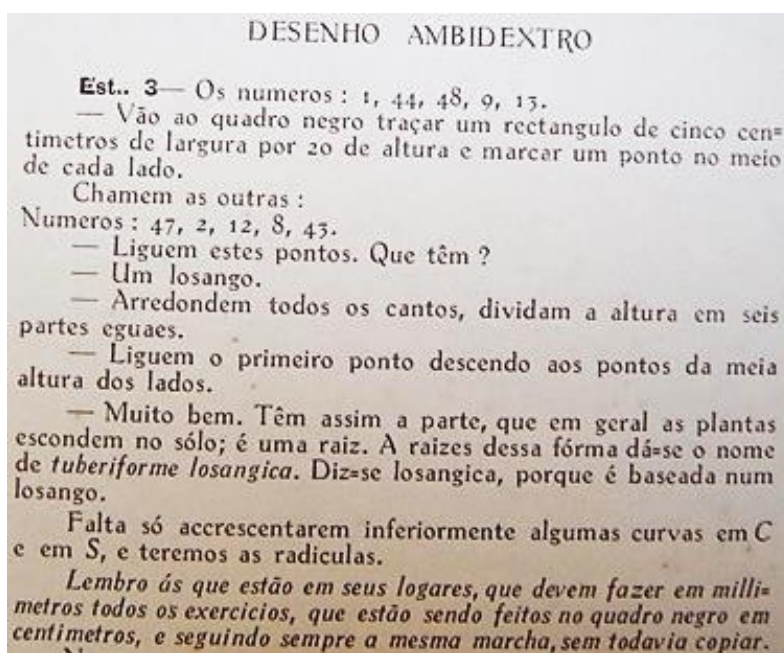 DESENHO AMBIDEXTRO
Est.. 3— Os numeros : 1, 44, 48, 9, 13.
— Vão ao quadro negro traçar um rectangulo de cinco cen=
timetros de largura por 20 de altura e marcar um ponto no meio
de cada lado.
Chamem as outras :
Numeros : 47, 2, 12, 8, 43.
— Liguem estes pontos. Que têm ?
— Um losango.
— Arredondem todos os cantos, dividam a altura em seis
partes eguaes.
— Liguem o primeiro ponto descendo aos pontos da meia
altura dos lados.
— Muito bem. Têm assim a parte, que em geral as plantas
escondem no sólo; é uma raiz. A raizes dessa fórma dá=se o nome
de tuberiforme losangica. Diz=se losangica, porque é baseada num
losango.
Falta só accrescentarem inferiormente algumas curvas em C
e em S, e teremos as radiculas.
Lembro ás que estão em seus logares, que devem fazer em milli=
metros todos os exercicios, que estão sendo feitos no quadro negro em
centimetros, e seguindo sempre a mesma marcha, sem todavia copiar.